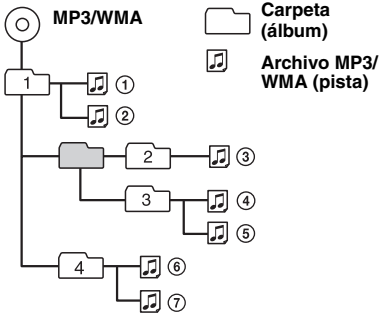 MP3/WMA
Carpeta
(álbum)
Archivo MP3/
WMA (pista)
1
①
②
2
③
3
④
⑤
4
⑥
⑦